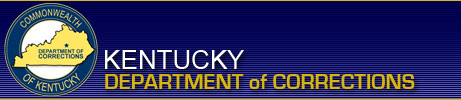 COMMONWEALTH
DEPARTMENT of
CORRECTIONS
OF KENTUCKY
KENTUCKY
DEPARTMENT of CORRECTIONS